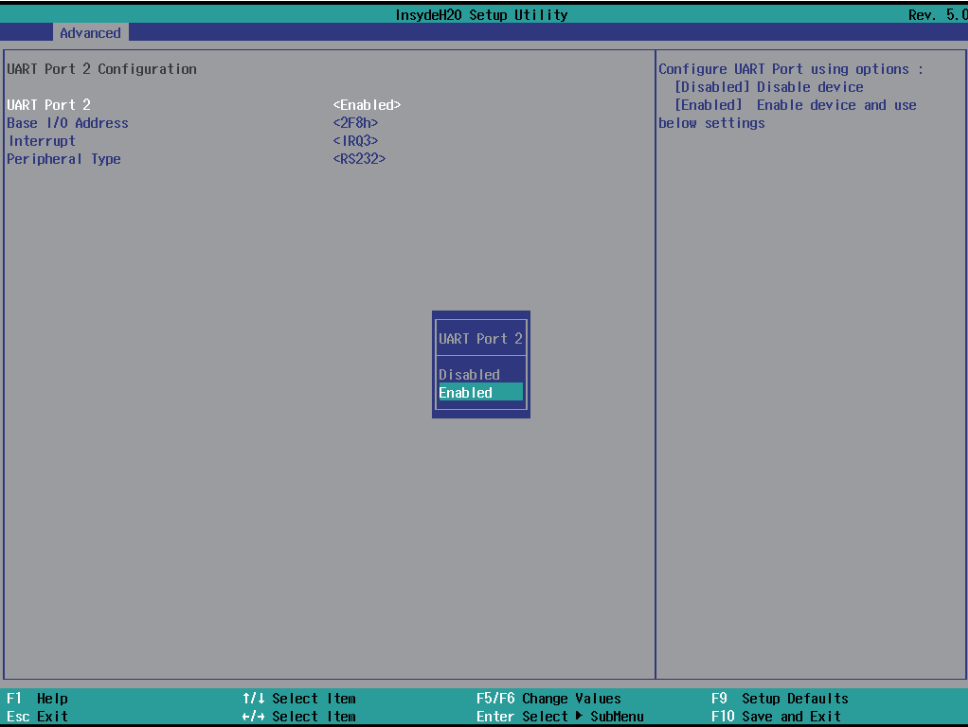 InsydeH20 Setup Utility Rev. 5.0
Advanced
UART Port 2 Configuration
UART Port 2 <Enabled>
Base I/O Address <2F8h>
Interrupt <IRQ3>
Peripheral Type <RS232>
Configure UART Port using options :
[Disabled] Disable device
[Enabled] Enable device and use
below settings
UART Port 2
Disabled
Enabled
F1 Help ↑/↓ Select Item F5/F6 Change Values F9 Setup Defaults
Esc Exit ←/→ Select Item Enter Select ▶ SubMenu F10 Save and Exit